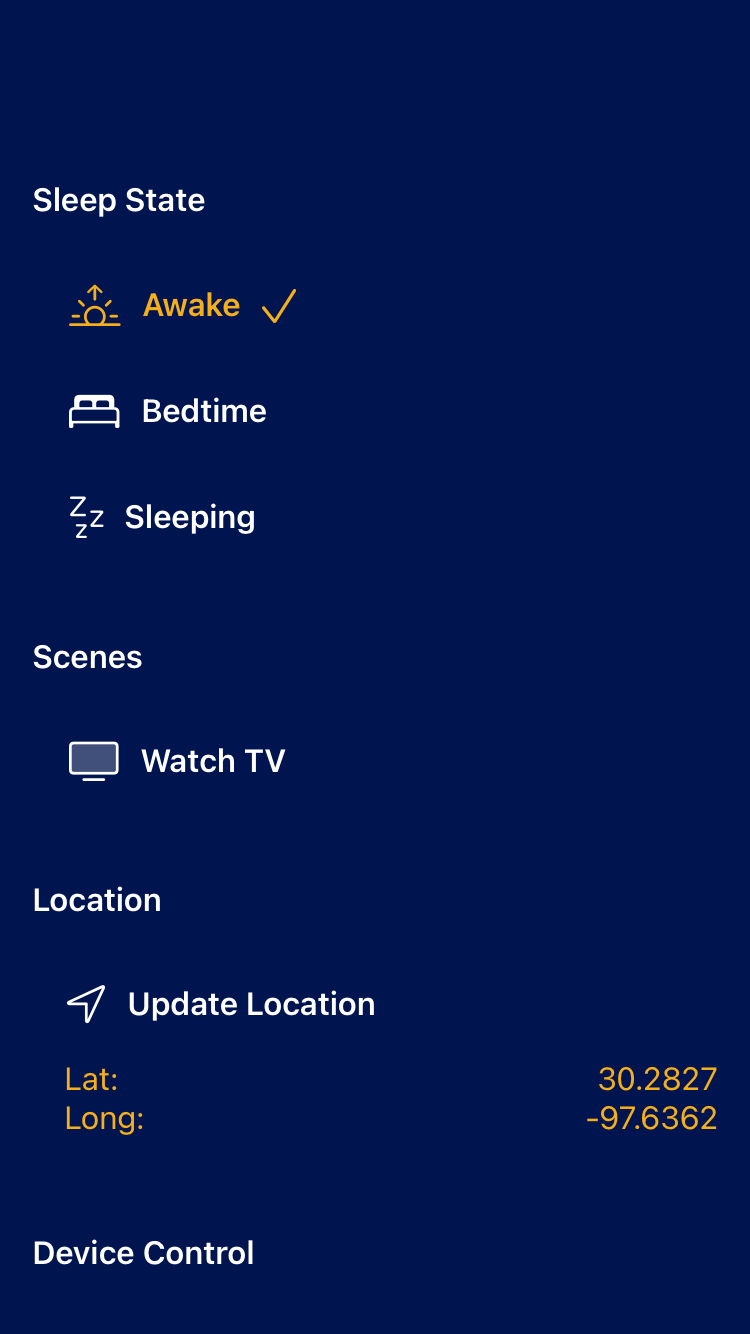 Sleep State
Awake
Bedtime
Sleeping
Scenes
Watch TV
Location
Update Location
Lat: 30.2827
Long: -97.6362
Device Control